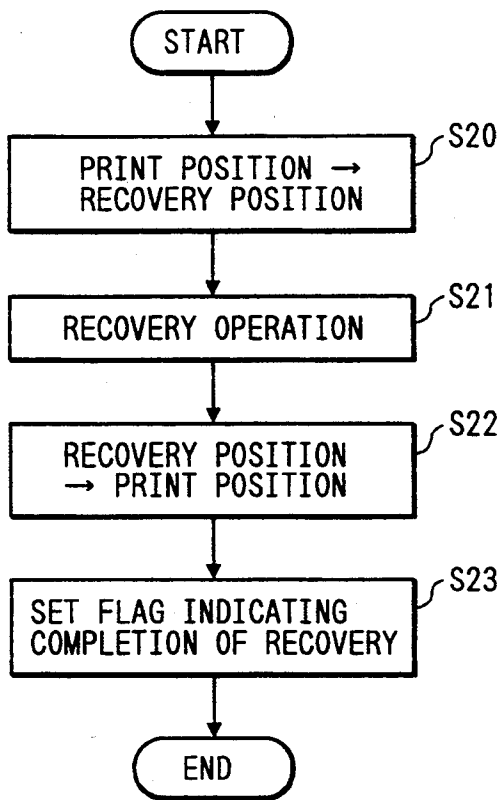 START
S20
PRINT POSITION →
RECOVERY POSITION
S21
RECOVERY OPERATION
S22
RECOVERY POSITION
→ PRINT POSITION
S23
SET FLAG INDICATING
COMPLETION OF RECOVERY
END